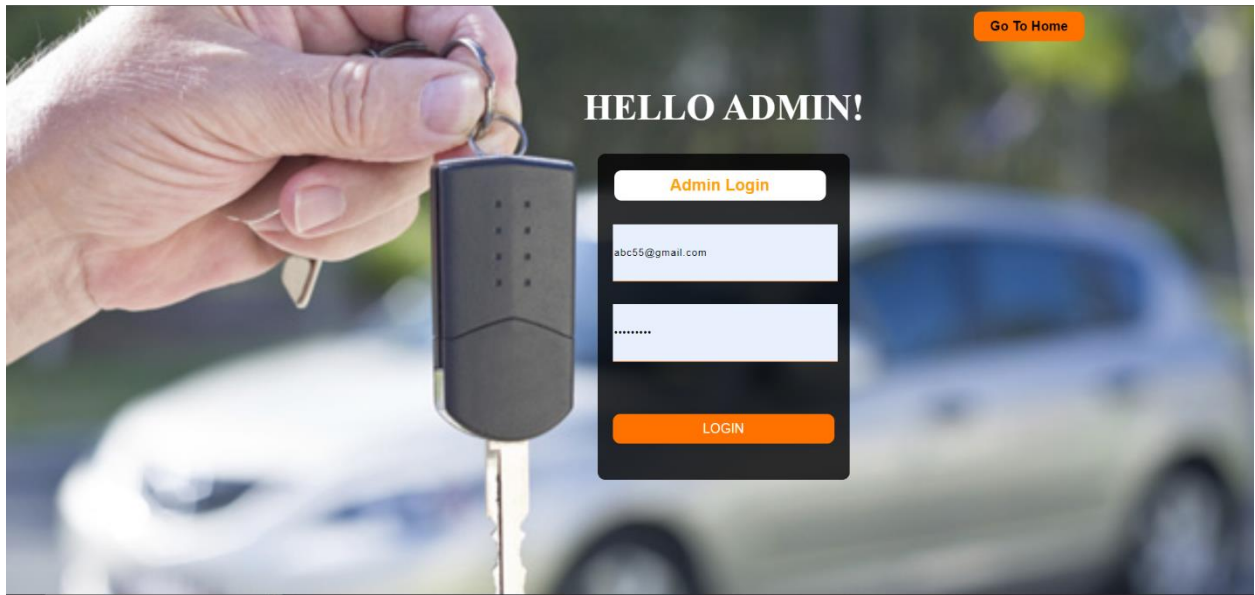 Go To Home
HELLO ADMIN!
Admin Login
abc55@gmail.com
•••••••••
LOGIN